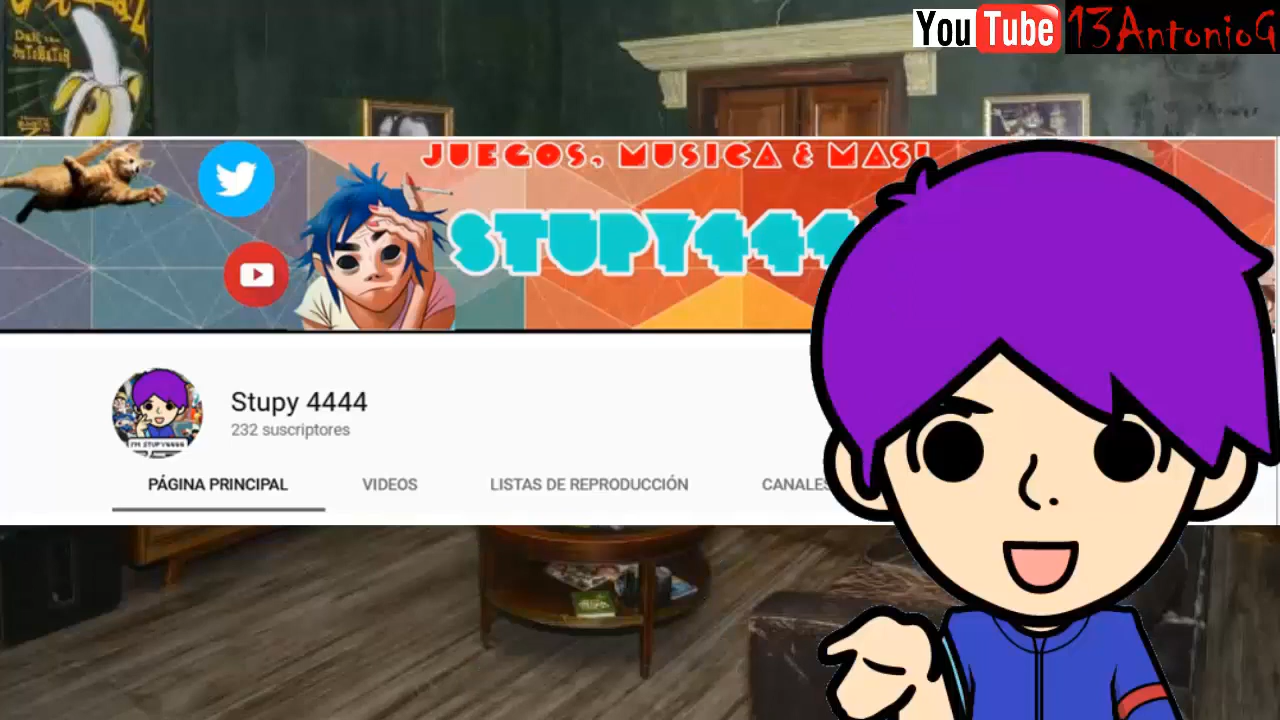 YouTube 13AntonioG
JUEGOS, MUSICA & MAS!
STUPY444
Stupy 4444
232 suscriptores
PÁGINA PRINCIPAL VIDEOS LISTAS DE REPRODUCCIÓN CANALES